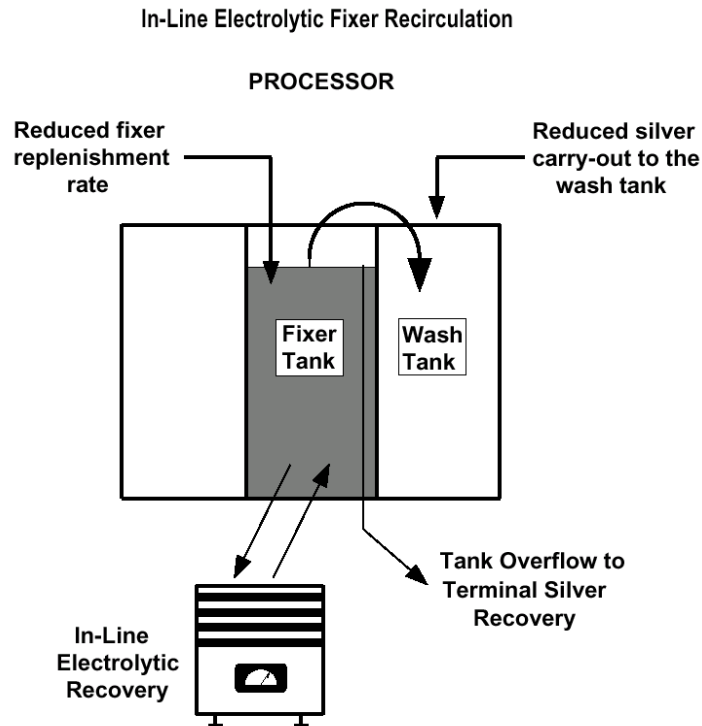 In-Line Electrolytic Fixer Recirculation
PROCESSOR
Reduced fixer
replenishment
rate
Reduced silver
carry-out to the
wash tank
Fixer
Tank
Wash
Tank
Tank Overflow to
Terminal Silver
Recovery
In-Line
Electrolytic
Recovery